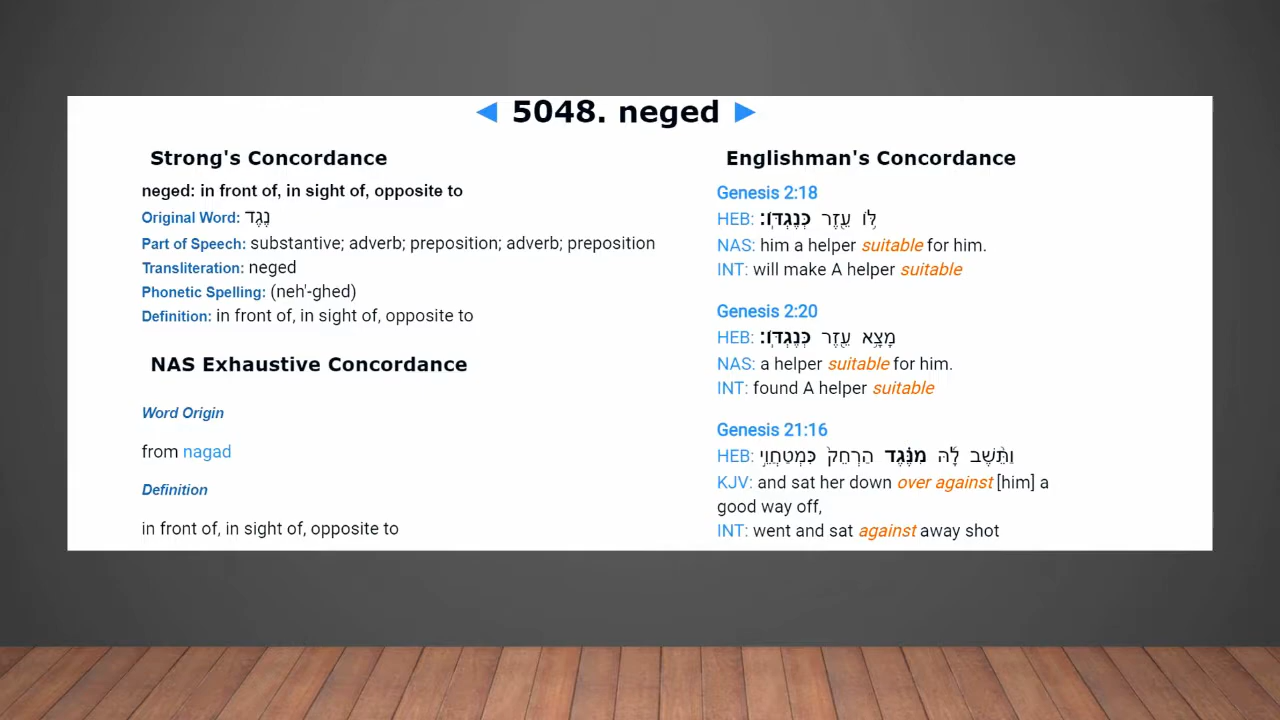 ◄ 5048. neged ►
Strong's Concordance
neged: in front of, in sight of, opposite to
Original Word: נֶגֶד
Part of Speech: substantive; adverb; preposition; adverb; preposition
Transliteration: neged
Phonetic Spelling: (neh'-ghed)
Definition: in front of, in sight of, opposite to
NAS Exhaustive Concordance
Word Origin
from nagad
Definition
in front of, in sight of, opposite to
Englishman's Concordance
Genesis 2:18
HEB: לּ֥וֹ עֵ֖זֶר כְּנֶגְדּֽוֹ׃
NAS: him a helper suitable for him.
INT: will make A helper suitable
Genesis 2:20
HEB: מָצָ֥א עֵ֖זֶר כְּנֶגְדּֽוֹ׃
NAS: a helper suitable for him.
INT: found A helper suitable
Genesis 21:16
HEB: וַתֵּשֶׁב֩ לָ֨הּ מִנֶּ֜גֶד הַרְחֵק֙ כִּמְטַחֲוֵ֣י
KJV: and sat her down over against [him] a
good way off,
INT: went and sat against away shot